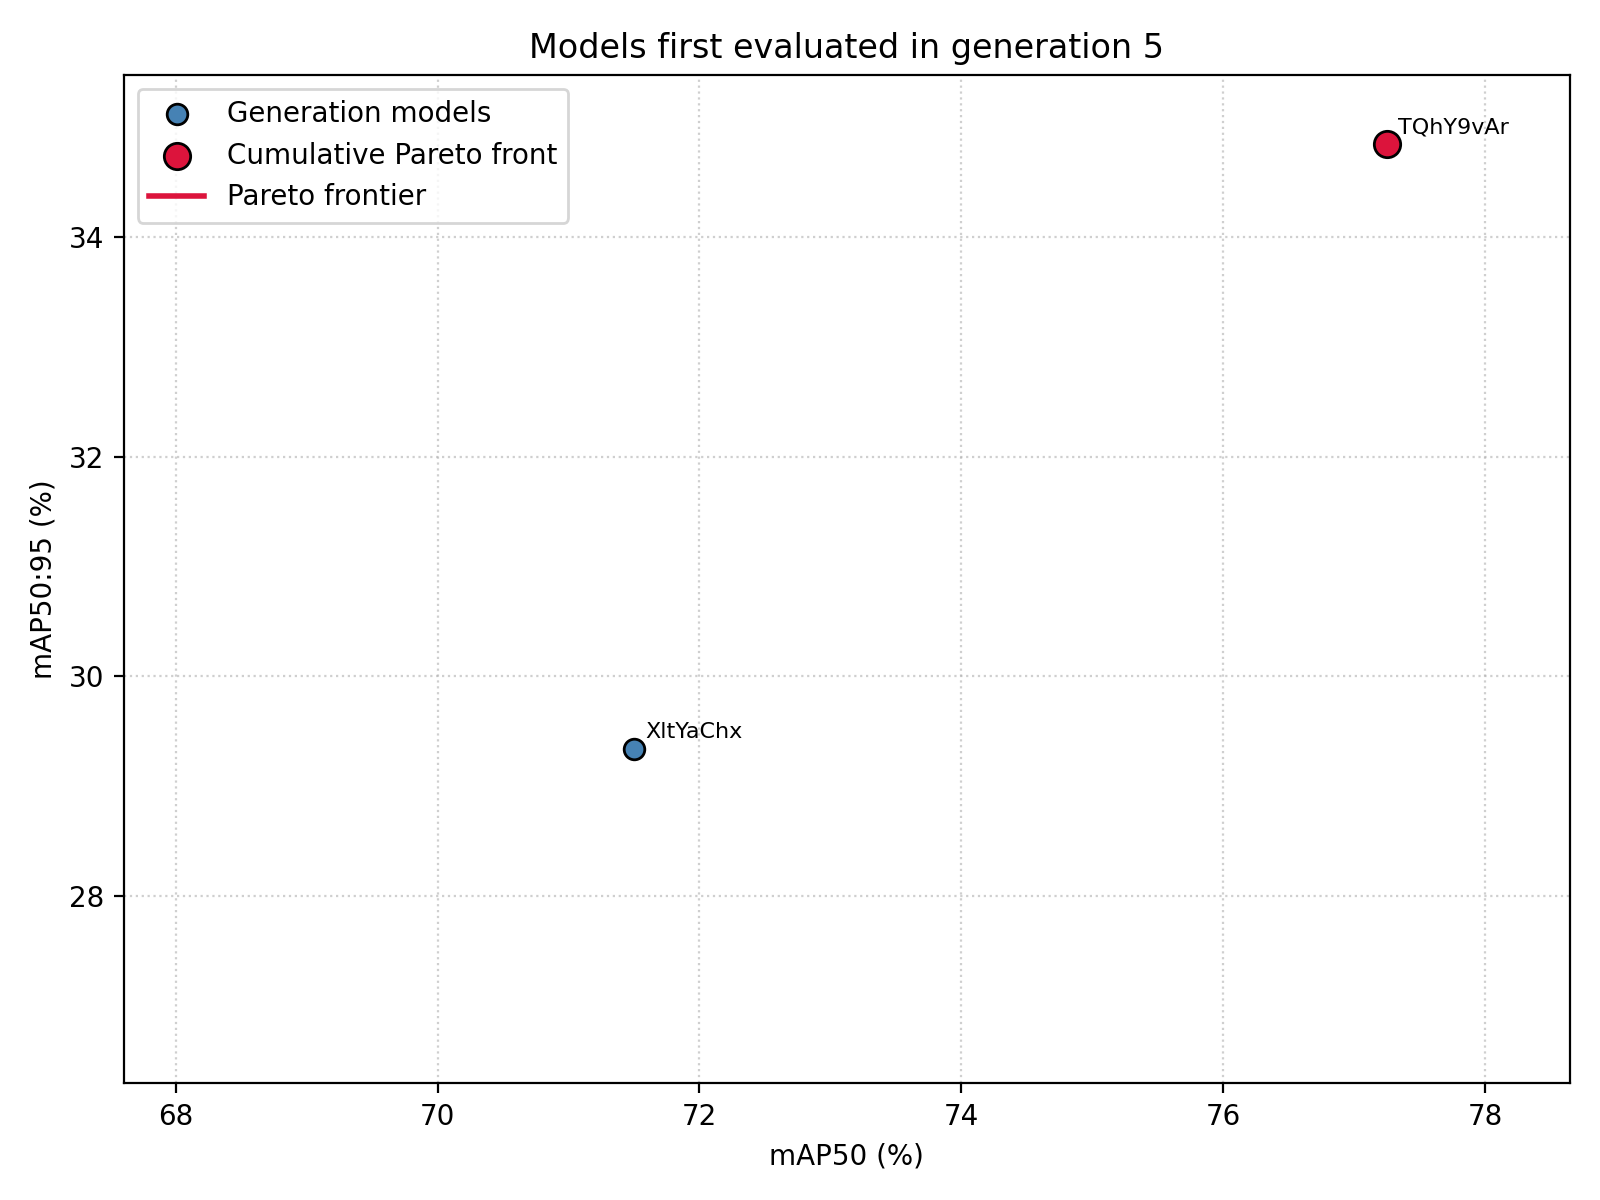 Models first evaluated in generation 5
Generation models
Cumulative Pareto front
Pareto frontier
TQhY9vAr
XltYaChx
34
32
30
28
mAP50:95 (%)
68
70
72
74
76
78
mAP50 (%)